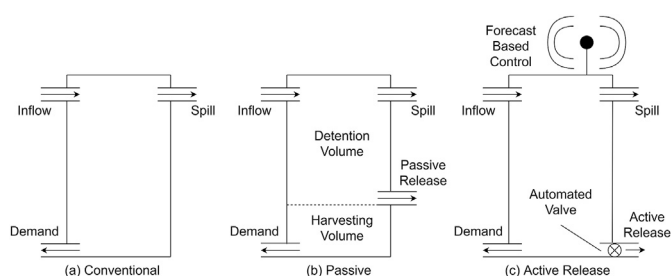 Inflow
Spill
Demand
(a) Conventional
Inflow
Spill
Detention
Volume
Passive
Release
Demand
Harvesting
Volume
(b) Passive
Forecast
Based
Control
Inflow
Spill
Automated
Valve
Demand
Active
Release
(c) Active Release